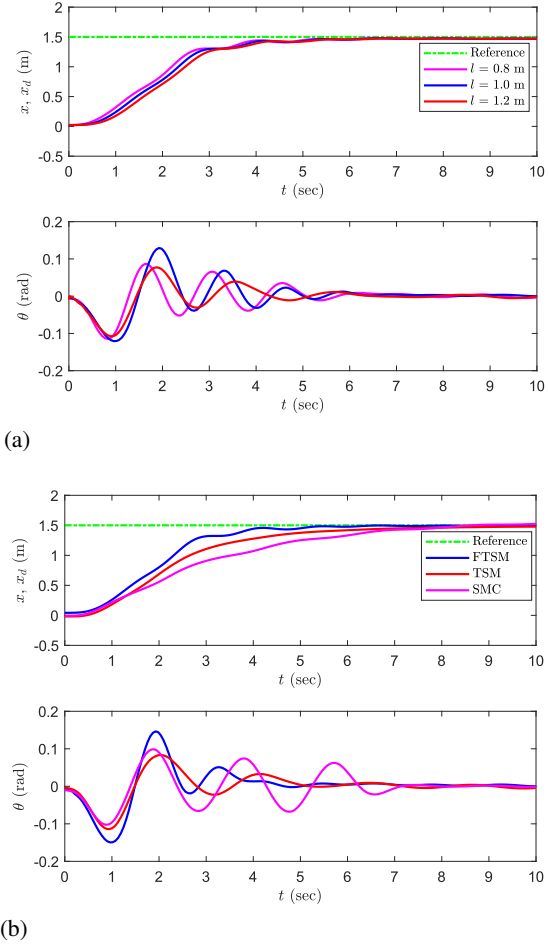 1.5
1
0.5
0
-0.5
x, x_d (m)
Reference
l = 0.8 m
l = 1.0 m
l = 1.2 m
0 1 2 3 4 5 6 7 8 9 10
t (sec)
0.2
0.1
0
-0.1
-0.2
θ (rad)
0 1 2 3 4 5 6 7 8 9 10
t (sec)
(a)
2
1.5
1
0.5
0
-0.5
x, x_d (m)
Reference
FTSM
TSM
SMC
0 1 2 3 4 5 6 7 8 9 10
t (sec)
0.2
0.1
0
-0.1
-0.2
θ (rad)
0 1 2 3 4 5 6 7 8 9 10
t (sec)
(b)